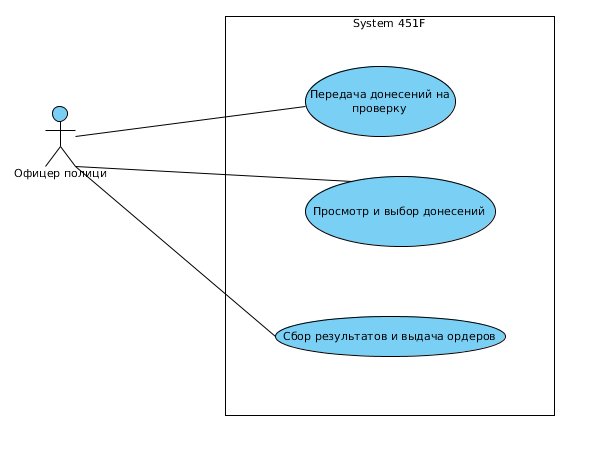 System 451F
Передача донесений на
проверку
Офицер полици
Просмотр и выбор донесений
Сбор результатов и выдача ордеров